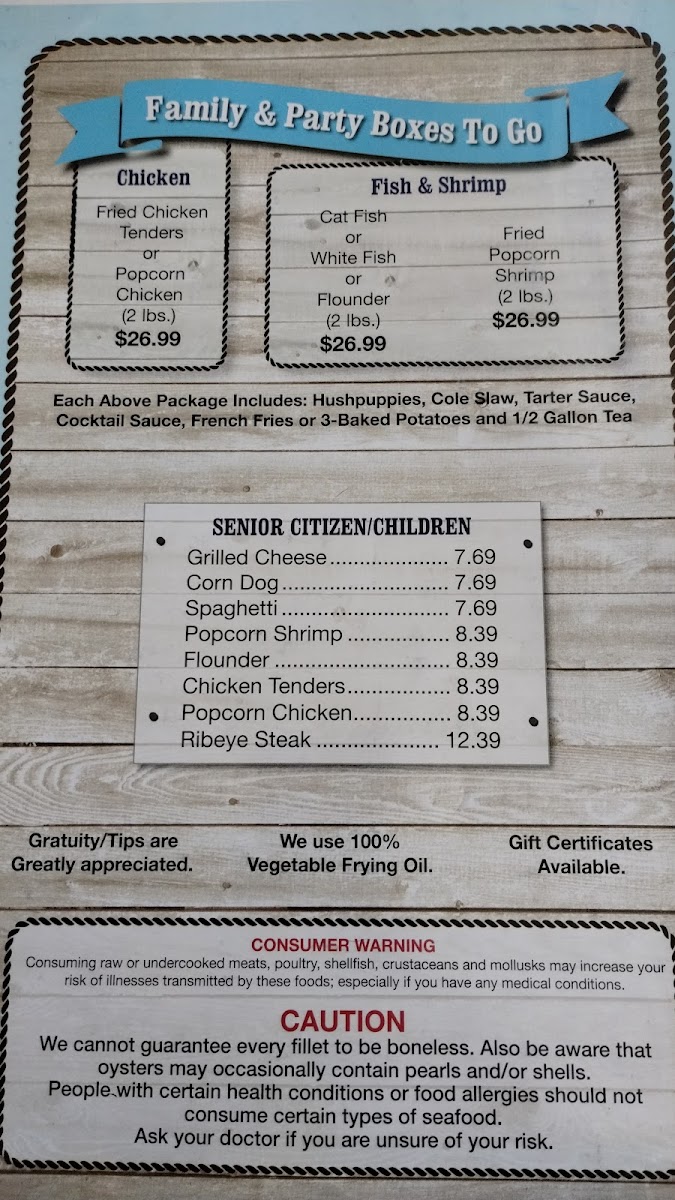 Family & Party Boxes To Go
Chicken
Fried Chicken
Tenders
or
Popcorn
Chicken
(2 lbs.)
$26.99
Fish & Shrimp
Cat Fish
or
White Fish
or
Flounder
(2 lbs.)
$26.99
Fried
Popcorn
Shrimp
(2 lbs.)
$26.99
Each Above Package Includes: Hushpuppies, Cole Slaw, Tarter Sauce,
Cocktail Sauce, French Fries or 3-Baked Potatoes and 1/2 Gallon Tea
SENIOR CITIZEN/CHILDREN
Grilled Cheese..................... 7.69
Corn Dog............................ 7.69
Spaghetti............................ 7.69
Popcorn Shrimp.................. 8.39
Flounder............................. 8.39
Chicken Tenders................. 8.39
Popcorn Chicken................ 8.39
Ribeye Steak.................... 12.39
Gratuity/Tips are
Greatly appreciated.
We use 100%
Vegetable Frying Oil.
Gift Certificates
Available.
CONSUMER WARNING
Consuming raw or undercooked meats, poultry, shellfish, crustaceans and mollusks may increase your
risk of illnesses transmitted by these foods; especially if you have any medical conditions.
CAUTION
We cannot guarantee every fillet to be boneless. Also be aware that
oysters may occasionally contain pearls and/or shells.
People with certain health conditions or food allergies should not
consume certain types of seafood.
Ask your doctor if you are unsure of your risk.